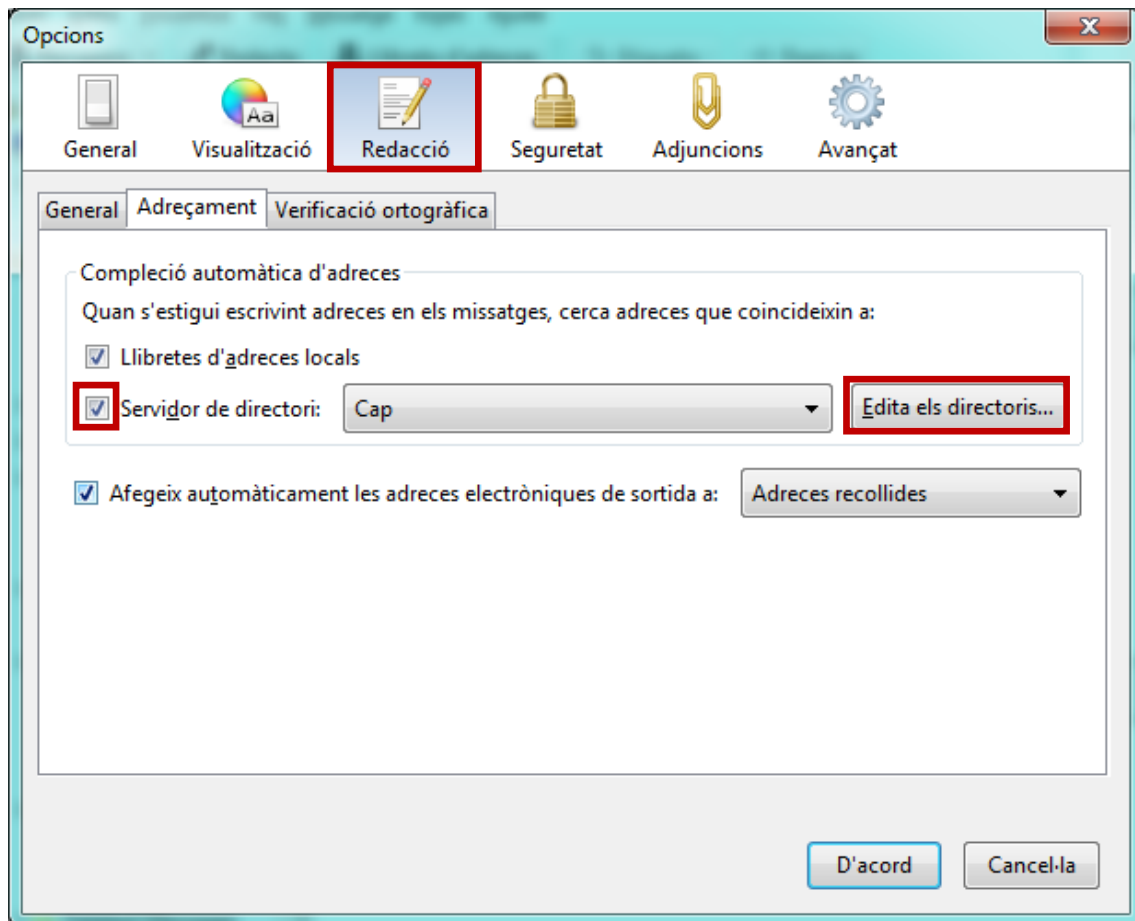 Opcions
General Visualització Redacció Seguretat Adjuncions Avançat
General Adreçament Verificació ortogràfica
Compleció automàtica d'adreces
Quan s'estigui escrivint adreces en els missatges, cerca adreces que coincideixin a:
Llibretes d'adreces locals
Servidor de directori: Cap Edita els directoris...
Afegeix automàticament les adreces electròniques de sortida a: Adreces recollides
D'acord Cancel·la